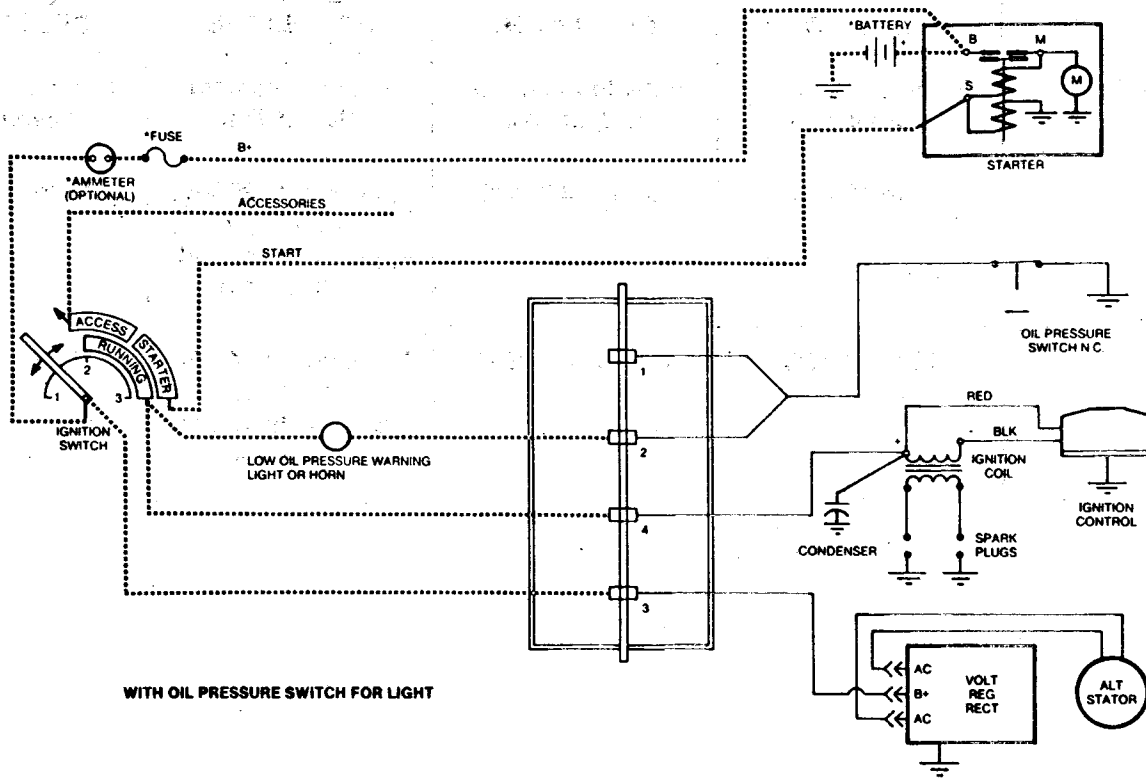 *BATTERY
+
B
M
M
S
STARTER
*FUSE
B+
*AMMETER
(OPTIONAL)
ACCESSORIES
START
ACCESS
STARTER
RUNNING
1
2
3
IGNITION
SWITCH
LOW OIL PRESSURE WARNING
LIGHT OR HORN
1
2
4
3
OIL PRESSURE
SWITCH N.C.
RED
BLK
+
-
IGNITION
COIL
IGNITION
CONTROL
CONDENSER
SPARK
PLUGS
AC
B+
AC
VOLT
REG
RECT
ALT
STATOR
WITH OIL PRESSURE SWITCH FOR LIGHT